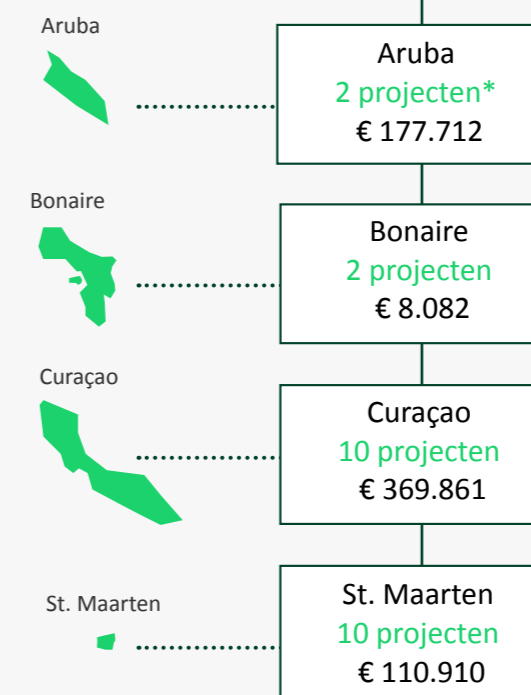 Aruba
Aruba
2 projecten*
€ 177.712
Bonaire
Bonaire
2 projecten
€ 8.082
Curaçao
Curaçao
10 projecten
€ 369.861
St. Maarten
St. Maarten
10 projecten
€ 110.910